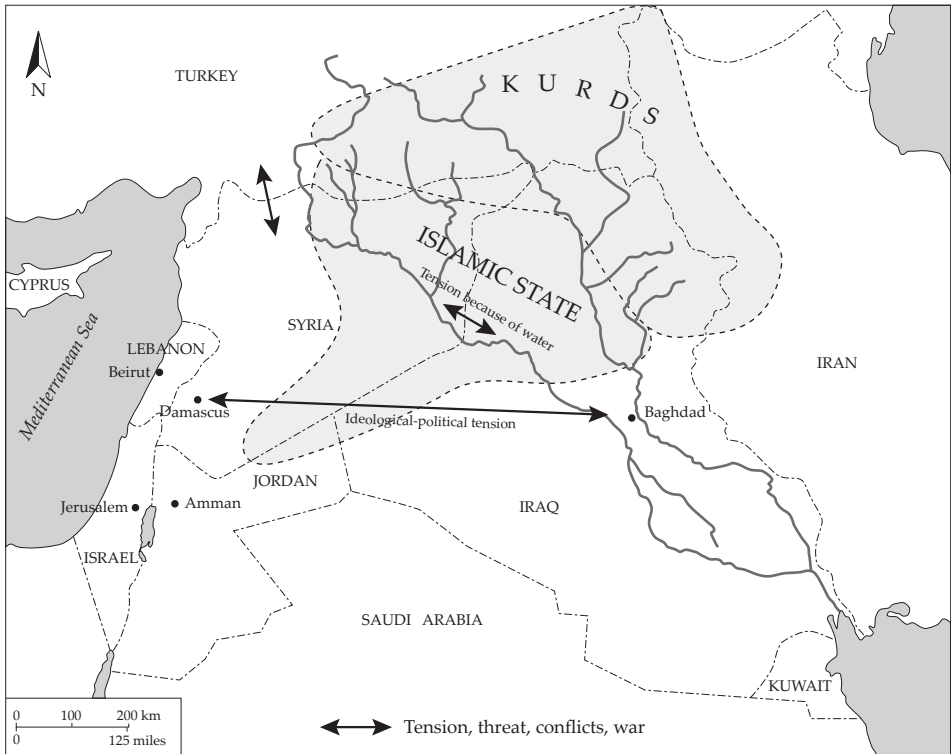 N
TURKEY
KURDS
ISLAMIC STATE
Tension because of water
CYPRUS
Mediterranean Sea
SYRIA
LEBANON
Beirut
Damascus
Ideological-political tension
Baghdad
IRAN
JORDAN
Jerusalem
Amman
IRAQ
ISRAEL
SAUDI ARABIA
KUWAIT
0 100 200 km
0 125 miles
Tension, threat, conflicts, war